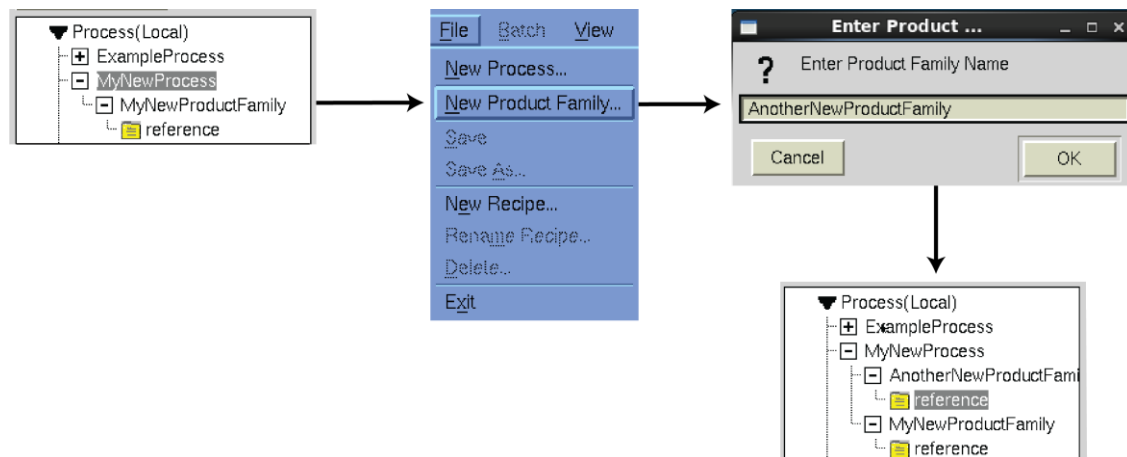 Process(Local)
ExampleProcess
MyNewProcess
MyNewProductFamily
reference
File Batch View
New Process...
New Product Family...
Save
Save As...
New Recipe...
Rename Recipe...
Delete...
Exit
Enter Product ...
Enter Product Family Name
AnotherNewProductFamily
Cancel OK
Process(Local)
ExampleProcess
MyNewProcess
AnotherNewProductFami
reference
MyNewProductFamily
reference